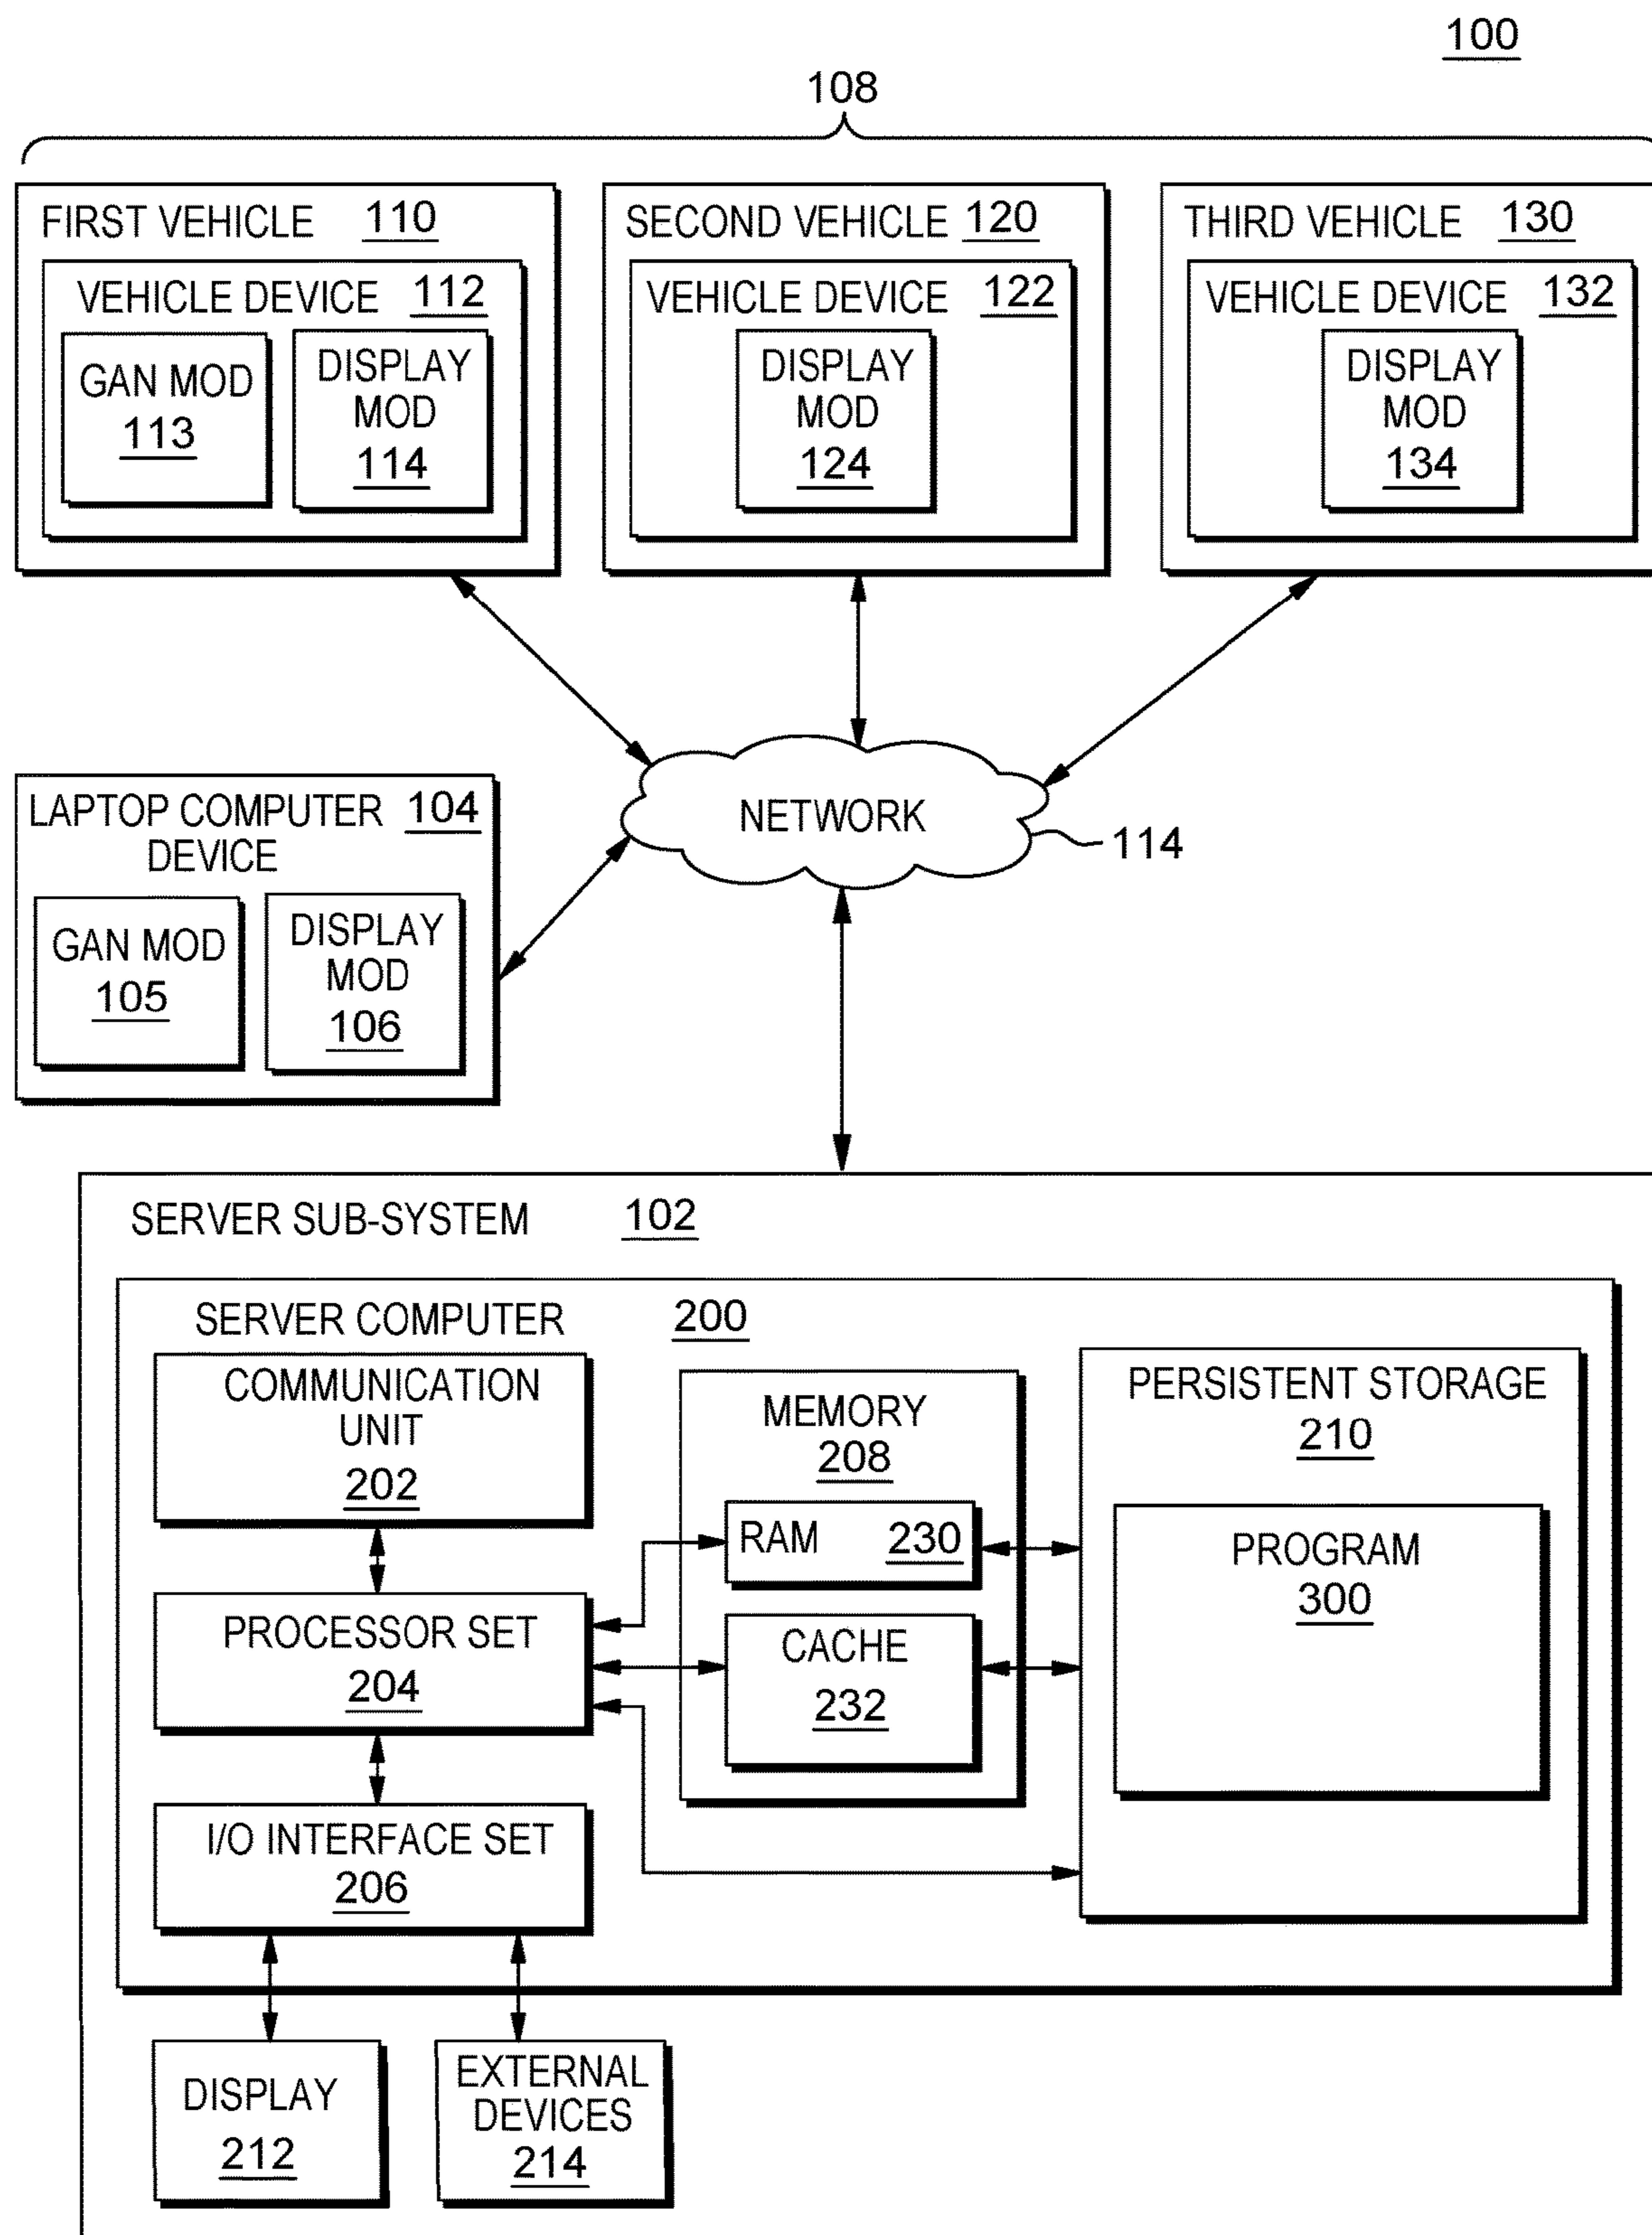 100
108
FIRST VEHICLE 110
VEHICLE DEVICE 112
GAN MOD
113
DISPLAY
MOD
114
SECOND VEHICLE 120
VEHICLE DEVICE 122
DISPLAY
MOD
124
THIRD VEHICLE 130
VEHICLE DEVICE 132
DISPLAY
MOD
134
NETWORK
114
LAPTOP COMPUTER 104
DEVICE
GAN MOD
105
DISPLAY
MOD
106
SERVER SUB-SYSTEM 102
SERVER COMPUTER 200
COMMUNICATION
UNIT
202
PROCESSOR SET
204
I/O INTERFACE SET
206
MEMORY
208
RAM 230
CACHE
232
PERSISTENT STORAGE
210
PROGRAM
300
DISPLAY
212
EXTERNAL
DEVICES
214